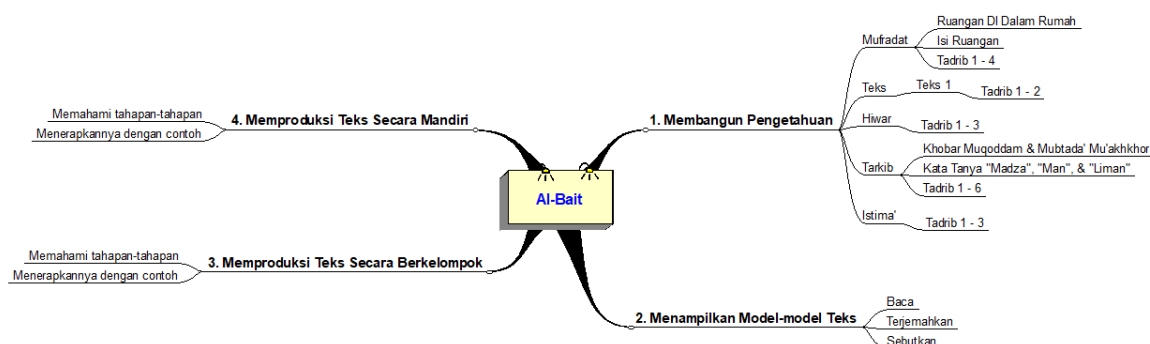 Al-Bait
1. Membangun Pengetahuan
Mufradat
Ruangan DI Dalam Rumah
Isi Ruangan
Tadrib 1 - 4
Teks
Teks 1
Tadrib 1 - 2
Hiwar
Tadrib 1 - 3
Tarkib
Khobar Muqoddam & Mubtada' Mu'akhkhor
Kata Tanya "Madza", "Man", & "Liman"
Tadrib 1 - 6
Istima'
Tadrib 1 - 3
2. Menampilkan Model-model Teks
Baca
Terjemahkan
Sebutkan
3. Memproduksi Teks Secara Berkelompok
Memahami tahapan-tahapan
Menerapkannya dengan contoh
4. Memproduksi Teks Secara Mandiri
Memahami tahapan-tahapan
Menerapkannya dengan contoh